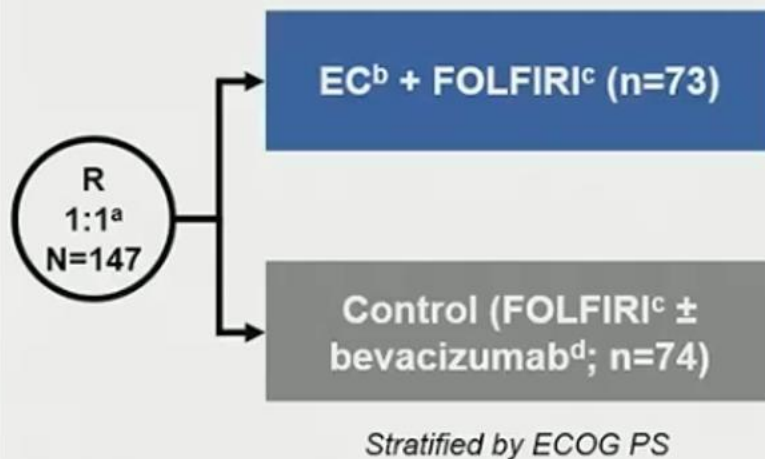 R
1:1ᵃ
N=147
ECᵇ + FOLFIRIᶜ (n=73)
Control (FOLFIRIᶜ ±
bevacizumabᵈ; n=74)
Stratified by ECOG PS